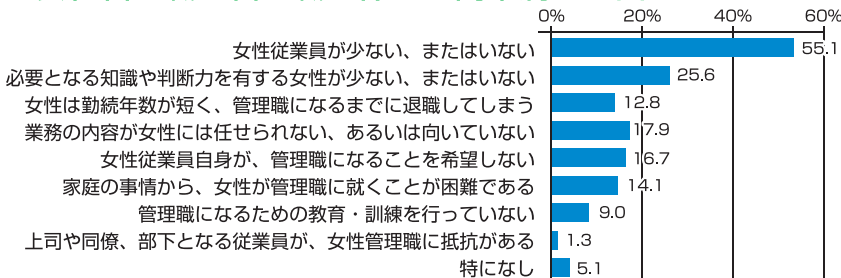 0% 20% 40% 60%
女性従業員が少ない、またはいない 55.1
必要となる知識や判断力を有する女性が少ない、またはいない 25.6
女性は勤続年数が短く、管理職になるまでに退職してしまう 12.8
業務の内容が女性には任せられない、あるいは向いていない 17.9
女性従業員自身が、管理職になることを希望しない 16.7
家庭の事情から、女性が管理職に就くことが困難である 14.1
管理職になるための教育・訓練を行っていない 9.0
上司や同僚、部下となる従業員が、女性管理職に抵抗がある 1.3
特になし 5.1